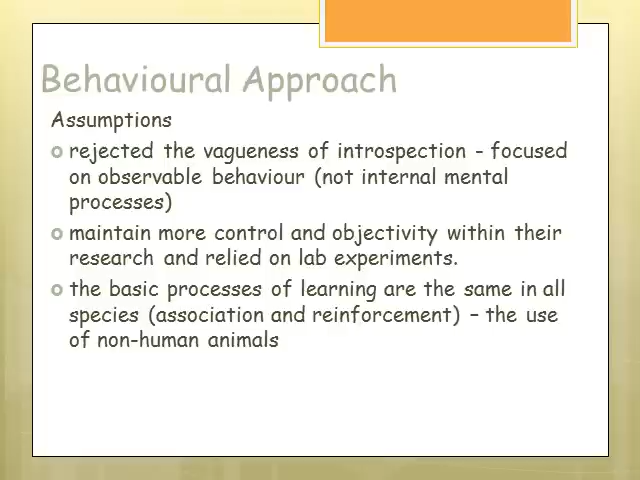 Behavioural Approach
Assumptions
rejected the vagueness of introspection - focused
on observable behaviour (not internal mental
processes)
maintain more control and objectivity within their
research and relied on lab experiments.
the basic processes of learning are the same in all
species (association and reinforcement) – the use
of non-human animals